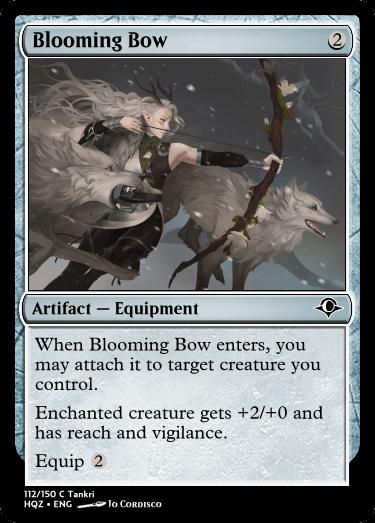 Blooming Bow 2
Artifact — Equipment
When Blooming Bow enters, you
may attach it to target creature you
control.
Enchanted creature gets +2/+0 and
has reach and vigilance.
Equip 2
112/150 C Tankri
HQZ • ENG Jo Cordisco